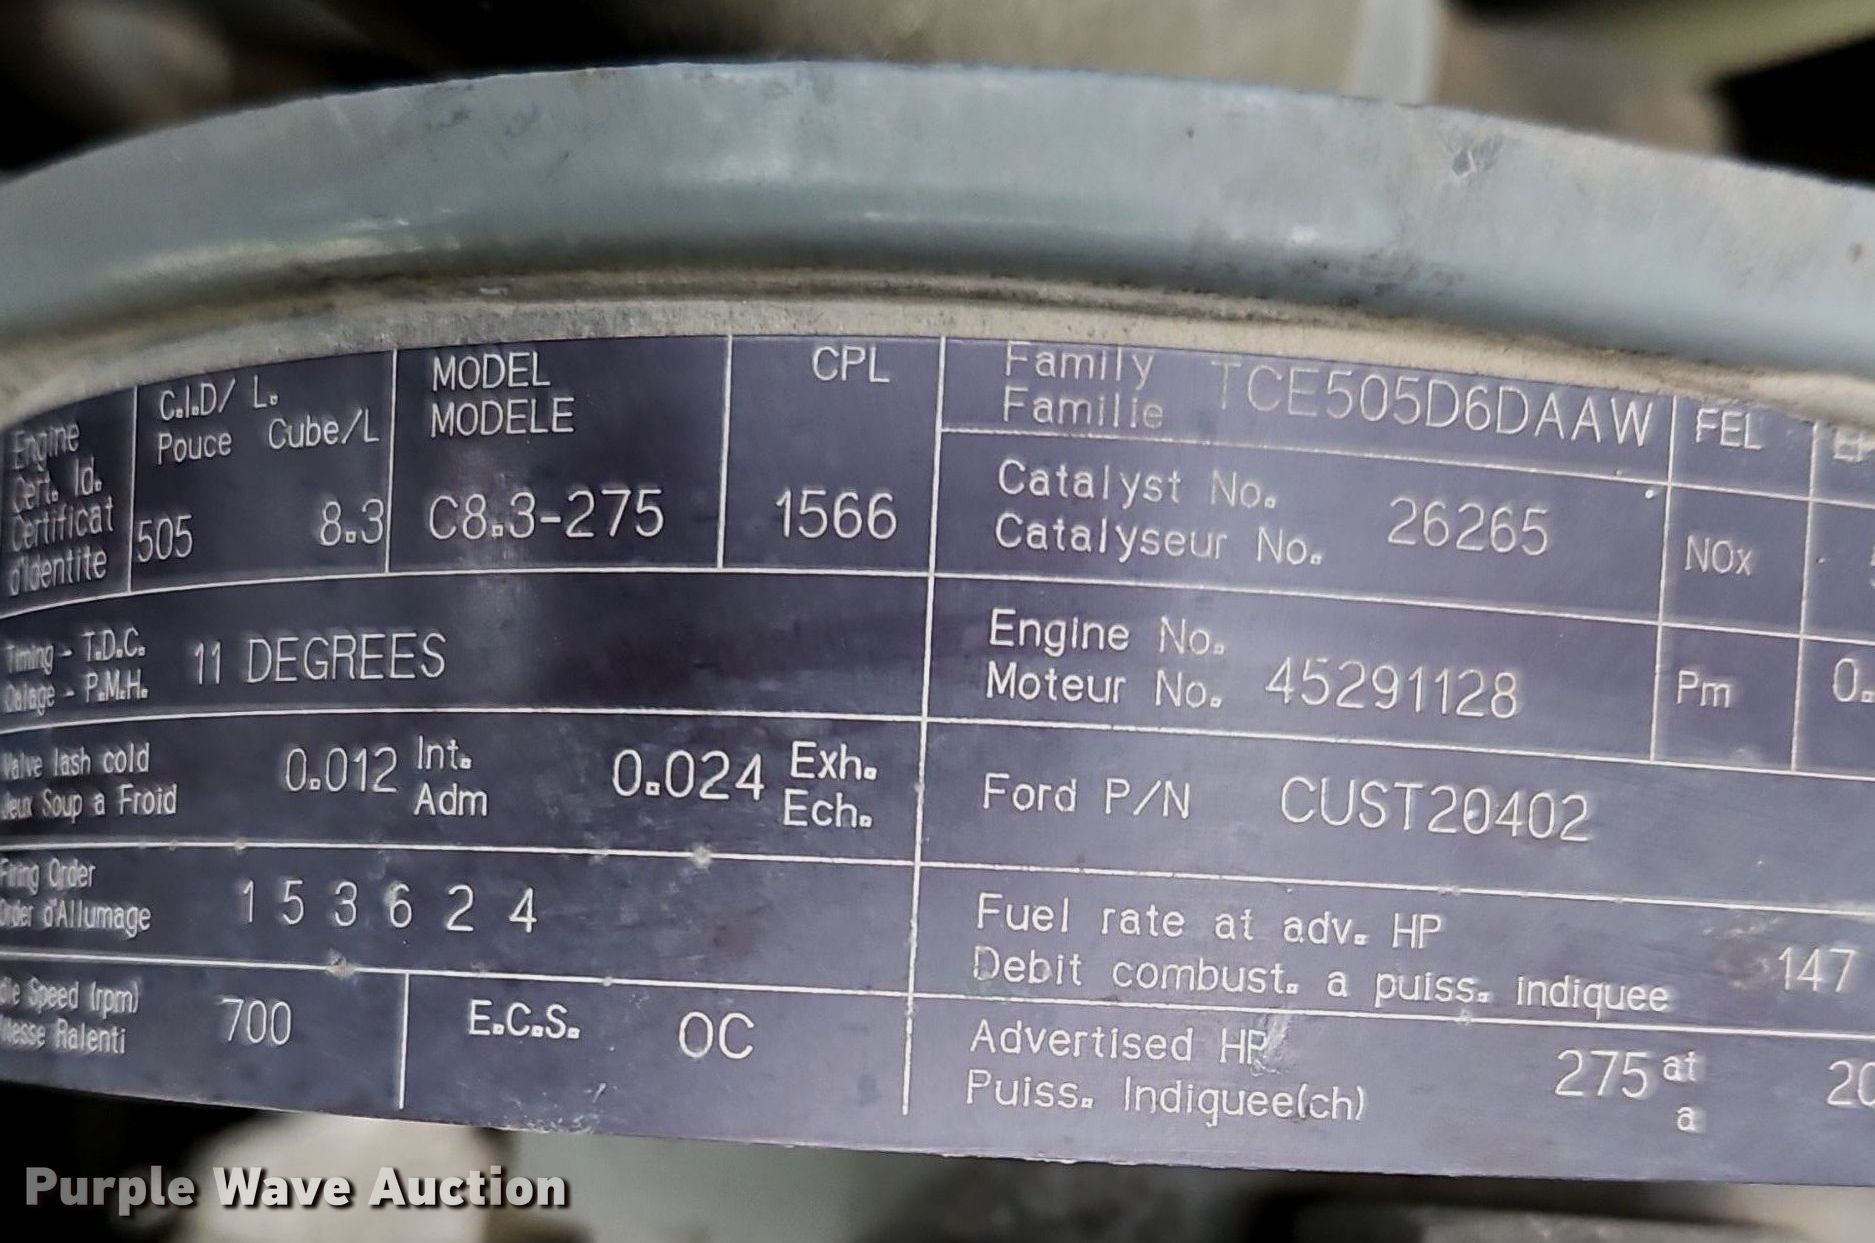 Engine
Cert. Id.
Certificat
d'Identite
C.I.D/ L.
Pouce Cube/L
505 8.3
MODEL
MODELE
C8.3-275
CPL
1566
Family
Familie
TCE505D6DAAW
FEL
Catalyst No.
Catalyseur No.
26265
NOx
Timing - T.D.C.
Calage - P.M.H.
11 DEGREES
Engine No.
Moteur No.
45291128
Pm
0.
Valve lash cold
Jeux Soup a Froid
0.012 Int.
Adm
0.024 Exh.
Ech.
Ford P/N CUST20402
Firing Order
Order d'Allumage
1 5 3 6 2 4
Fuel rate at adv. HP
Debit combust. a puiss. indiquee
147
Idle Speed (rpm)
Vitesse Ralenti
700
E.C.S. OC
Advertised HP
Puiss. Indiquee(ch)
275 at
a
20
Purple Wave Auction